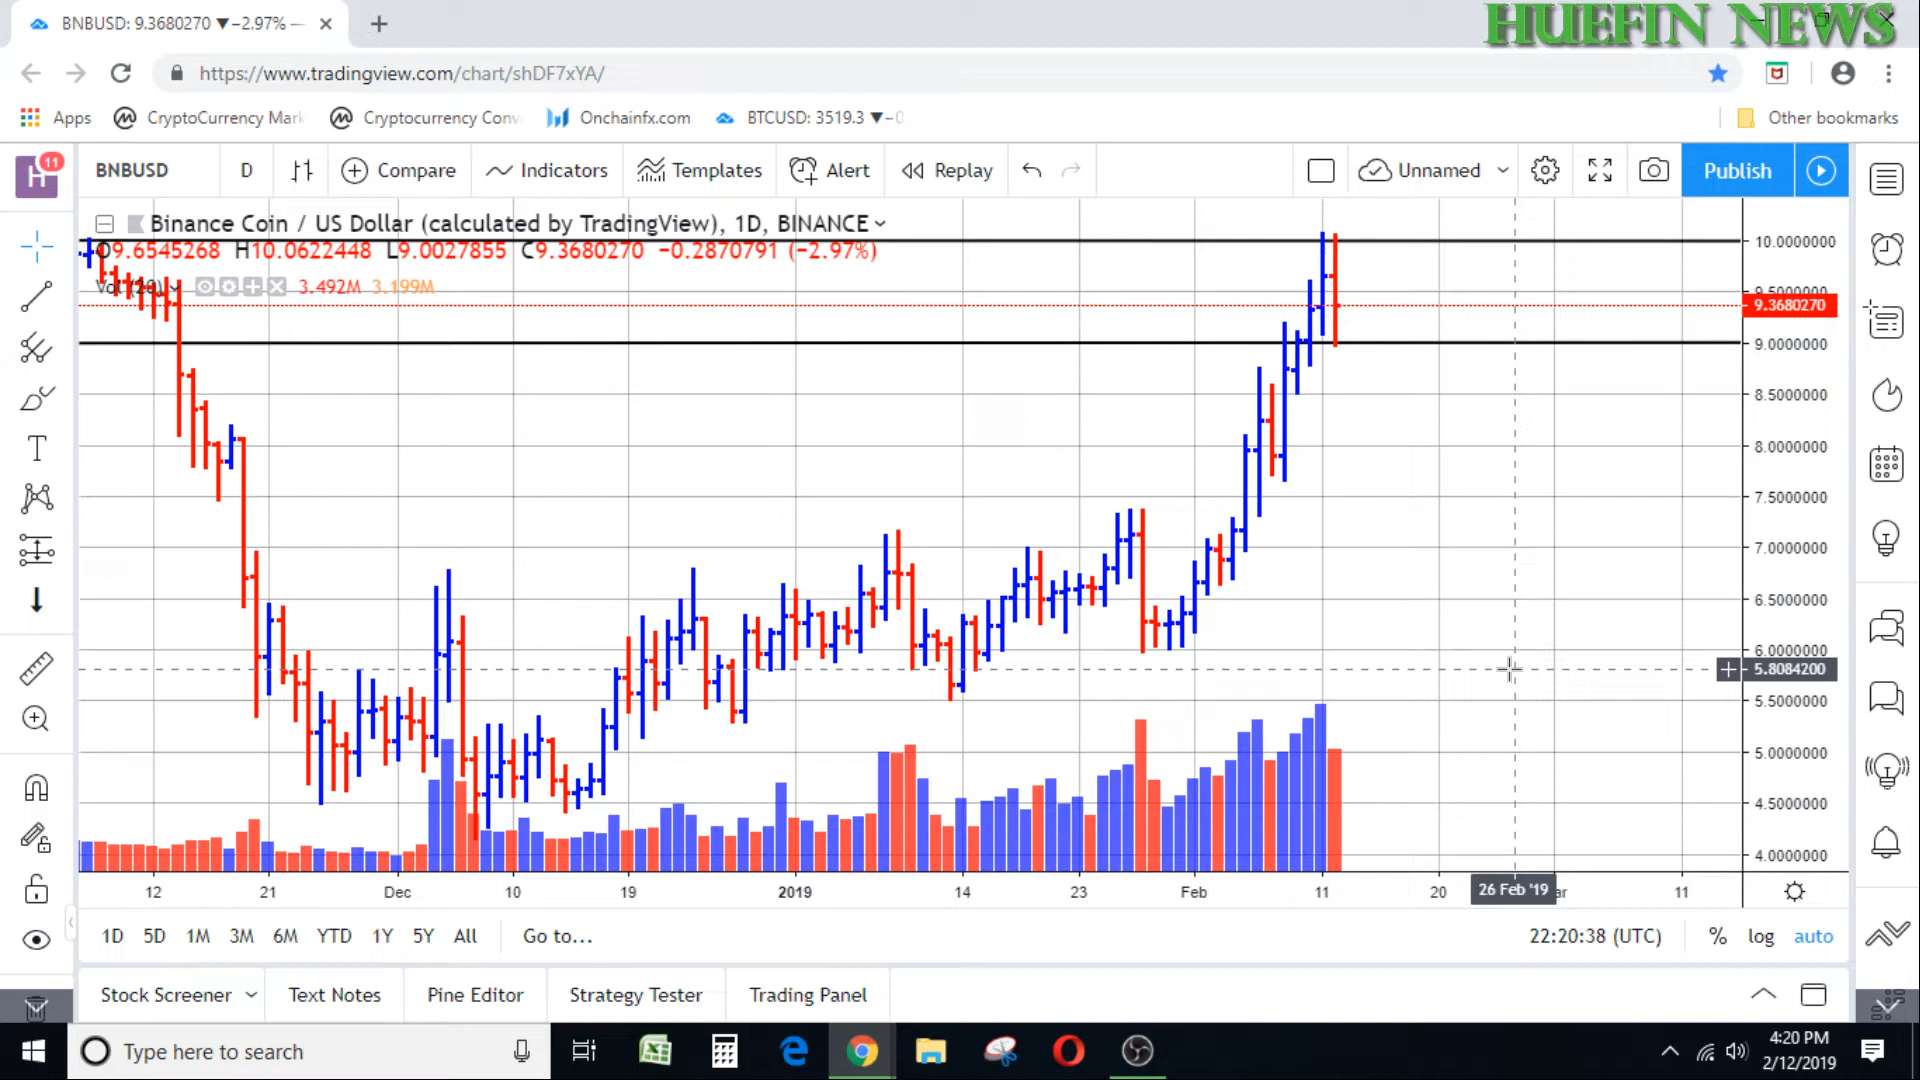 BNBUSD: 9.3680270 ▼−2.97% —
HUEFIN NEWS
https://www.tradingview.com/chart/shDF7xYA/
Apps
CryptoCurrency Mark
Cryptocurrency Conv
Onchainfx.com
BTCUSD: 3519.3 ▼−0
Other bookmarks
H
11
BNBUSD
D
Compare
Indicators
Templates
Alert
Replay
Unnamed
Publish
Binance Coin / US Dollar (calculated by TradingView), 1D, BINANCE
O9.6545268 H10.0622448 L9.0027855 C9.3680270 −0.2870791 (−2.97%)
Vol (20) 3.492M 3.199M
10.0000000
9.3680270
9.0000000
8.5000000
8.0000000
7.5000000
7.0000000
6.5000000
6.0000000
5.8084200
5.5000000
5.0000000
4.5000000
4.0000000
12 21 Dec 10 19 2019 14 23 Feb 11 20 26 Feb '19 11
1D 5D 1M 3M 6M YTD 1Y 5Y All Go to...
22:20:38 (UTC) % log auto
Stock Screener Text Notes Pine Editor Strategy Tester Trading Panel
Type here to search
4:20 PM
2/12/2019